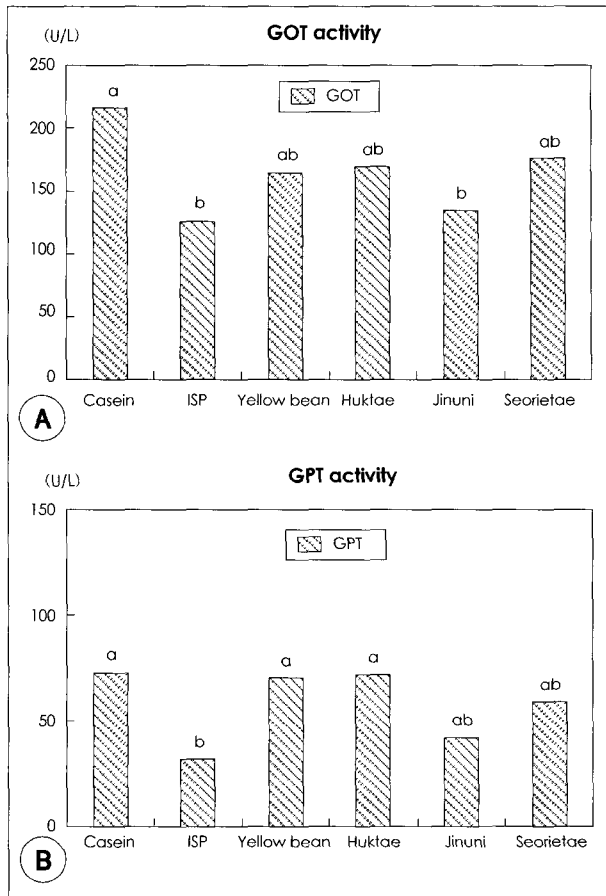 GOT activity
(U/L)
250
200
150
100
50
0
GOT
a
b
ab
ab
b
ab
Casein ISP Yellow bean Huktae Jinuni Seorietae
A
GPT activity
(U/L)
150
100
50
0
GPT
a
b
a
a
ab
ab
Casein ISP Yellow bean Huktae Jinuni Seorietae
B